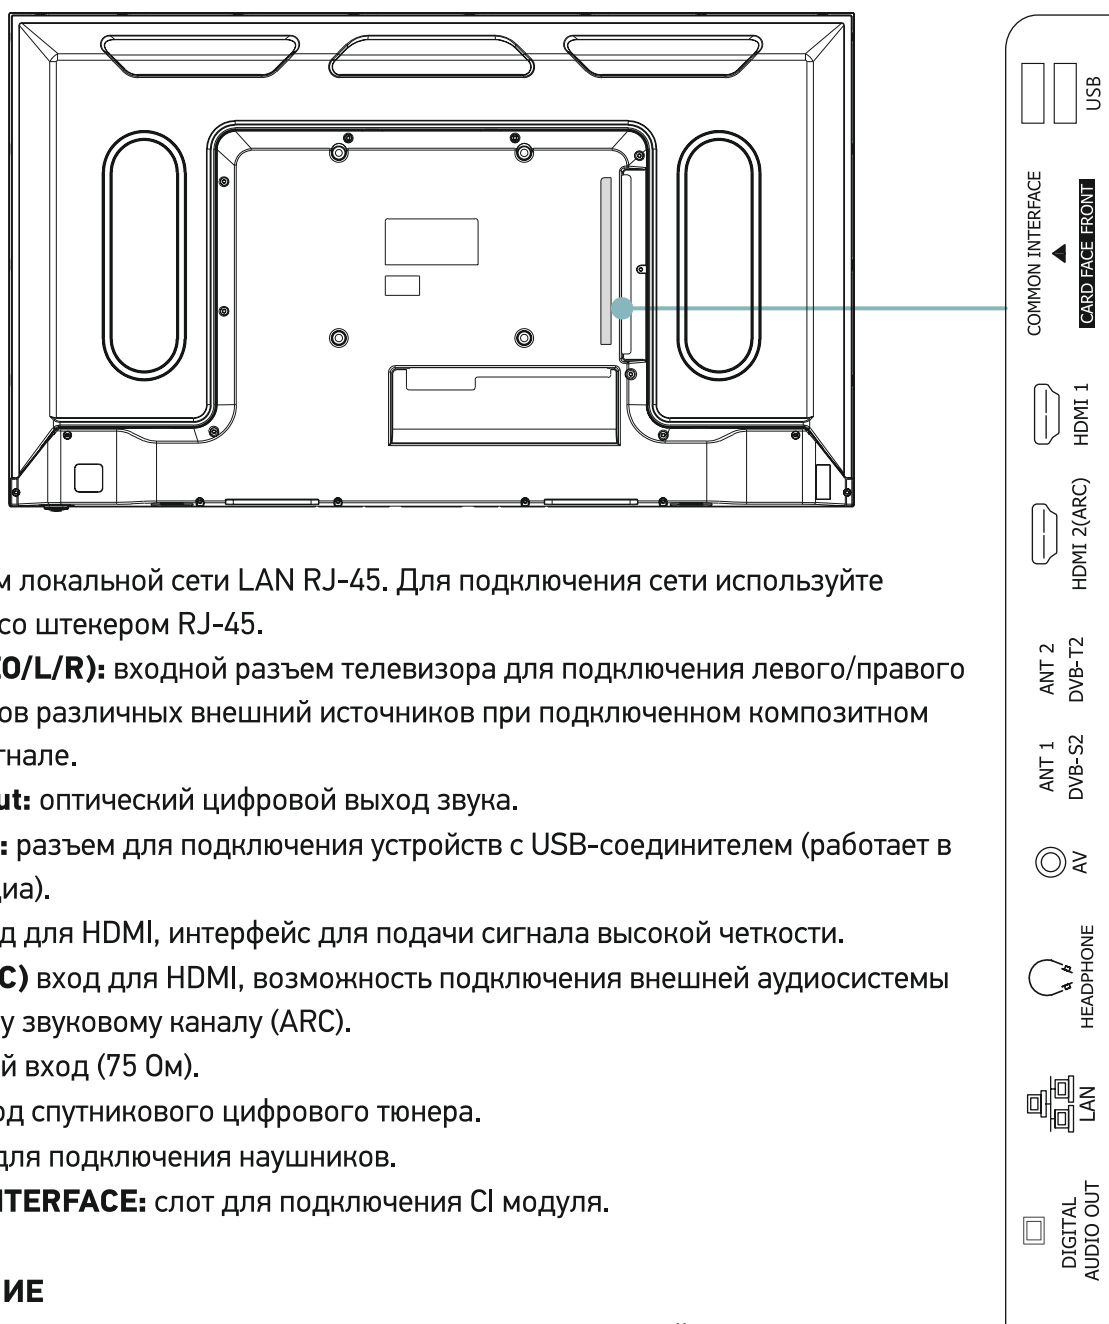 USB
COMMON INTERFACE
CARD FACE FRONT
HDMI 1
HDMI 2(ARC)
ANT 2
DVB-T2
ANT 1
DVB-S2
AV
HEADPHONE
LAN
DIGITAL
AUDIO OUT
м локальной сети LAN RJ-45. Для подключения сети используйте
со штекером RJ-45.
EO/L/R): входной разъем телевизора для подключения левого/правого
ов различных внешний источников при подключенном композитном
гнале.
ut: оптический цифровой выход звука.
: разъем для подключения устройств с USB-соединителем (работает в
диа).
д для HDMI, интерфейс для подачи сигнала высокой четкости.
C) вход для HDMI, возможность подключения внешней аудиосистемы
у звуковому каналу (ARC).
й вход (75 Ом).
од спутникового цифрового тюнера.
для подключения наушников.
NTERFACE: слот для подключения CI модуля.
ИЕ